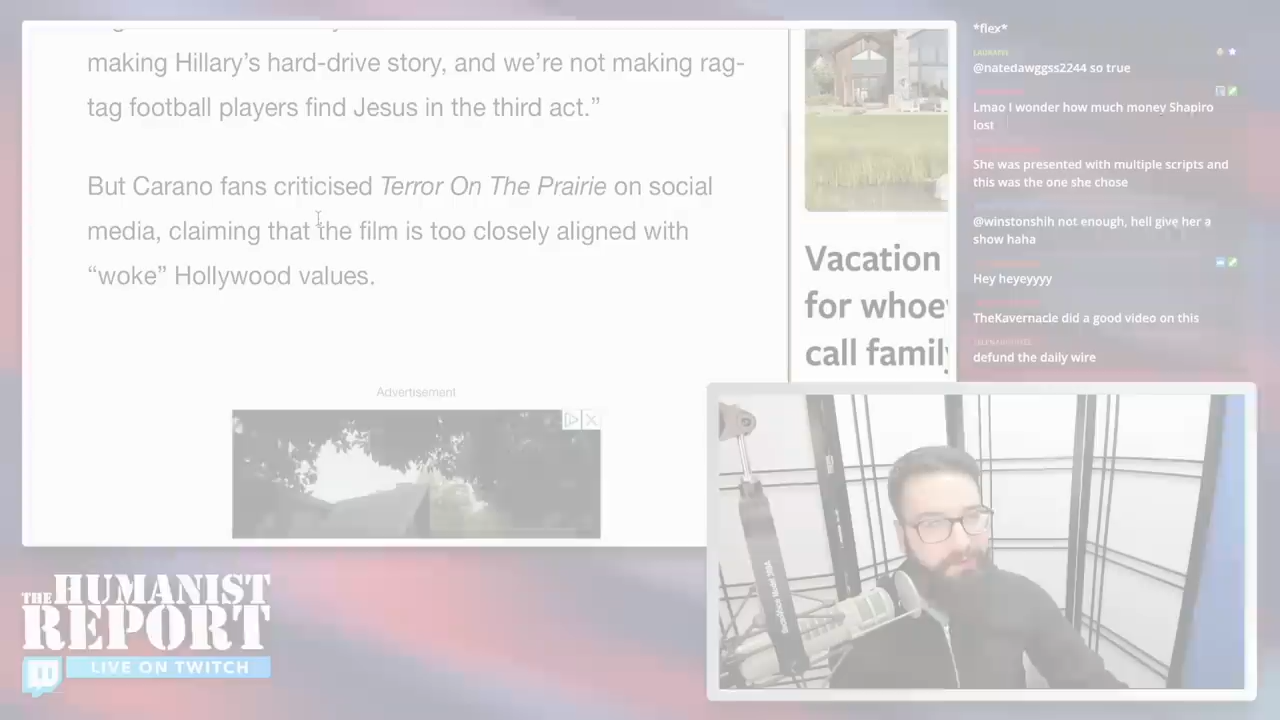 making Hillary’s hard-drive story, and we’re not making rag-
tag football players find Jesus in the third act.”
But Carano fans criticised Terror On The Prairie on social
media, claiming that the film is too closely aligned with
“woke” Hollywood values.
Advertisement
Vacation
for whoe
call family
*flex*
@natedawggss2244 so true
Lmao I wonder how much money Shapiro
lost
She was presented with multiple scripts and
this was the one she chose
@winstonshih not enough, hell give her a
show haha
Hey heyeyyyy
TheKavernacle did a good video on this
defund the daily wire
THE HUMANIST
REPORT
LIVE ON TWITCH